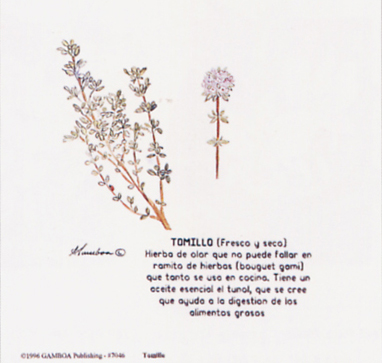 Gamboa ©
TOMILLO (Fresco y seco)
Hierba de olor que no puede fallar en
ramito de hierbas (bouquet garni)
que tanto se usa en cocina. Tiene un
aceite esencial el tunol, que se cree
que ayuda a la digestion de los
alimentos grasos
©1996 GAMBOA Publishing - #7046 Tomillo